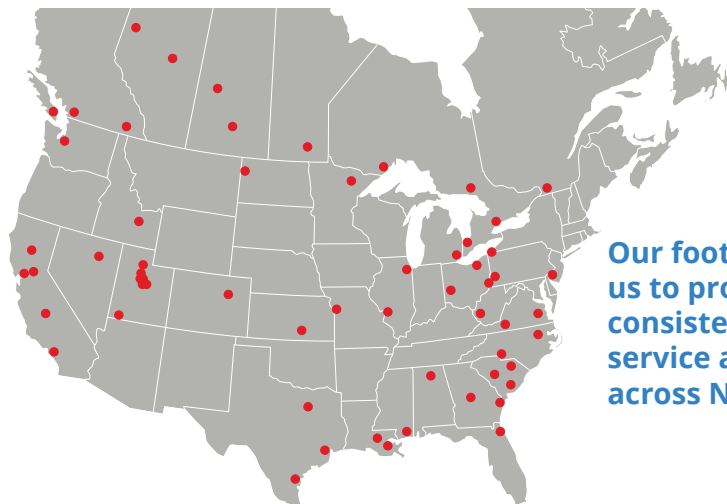 Our foot
us to pro
consiste
service a
across N